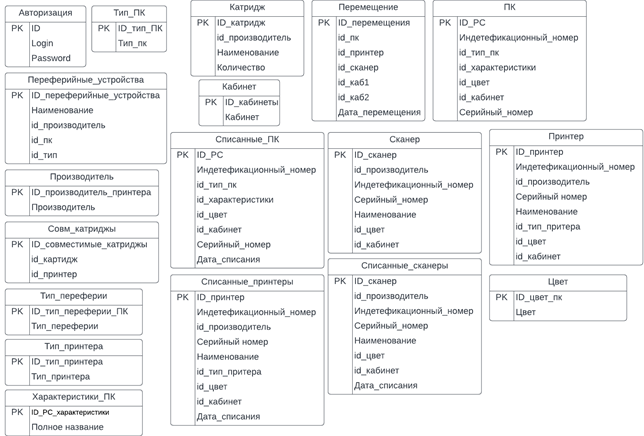 Авторизация
PK ID
Login
Password
Тип_ПК
PK ID_тип_ПК
Тип_пк
Катридж
PK ID_катридж
id_производитель
Наименование
Количество
Перемещение
PK ID_перемещения
id_пк
id_принтер
id_сканер
id_каб1
id_каб2
Дата_перемещения
ПК
PK ID_PC
Индетефикационный_номер
id_тип_пк
id_характеристики
id_цвет
id_кабинет
Серийный_номер
Переферийные_устройства
PK ID_переферийные_устройства
Наименование
id_производитель
id_пк
id_тип
Кабинет
PK ID_кабинеты
Кабинет
Списанные_ПК
PK ID_PC
Индетефикационный_номер
id_тип_пк
id_характеристики
id_цвет
id_кабинет
Серийный_номер
Дата_списания
Сканер
PK ID_сканер
id_производитель
Индетефикационный_номер
Серийный_номер
Наименование
id_цвет
id_кабинет
Принтер
PK ID_принтер
Индетефикационный_номер
id_производитель
Серийный номер
Наименование
id_тип_притера
id_цвет
id_кабинет
Производитель
PK ID_производитель_принтера
Производитель
Совм_катриджы
PK ID_совместимые_катриджы
id_картидж
id_принтер
Тип_переферии
PK ID_тип_переферии_ПК
Тип_переферии
Списанные_принтеры
PK ID_принтер
Индетефикационный_номер
id_производитель
Серийный номер
Наименование
id_тип_притера
id_цвет
id_кабинет
Дата_списания
Списанные_сканеры
PK ID_сканер
id_производитель
Индетефикационный_номер
Серийный_номер
Наименование
id_цвет
id_кабинет
Дата_списания
Цвет
PK ID_цвет_пк
Цвет
Тип_принтера
PK ID_тип_принтера
Тип_принтера
Характеристики_ПК
PK ID_PC_характеристики
Полное название